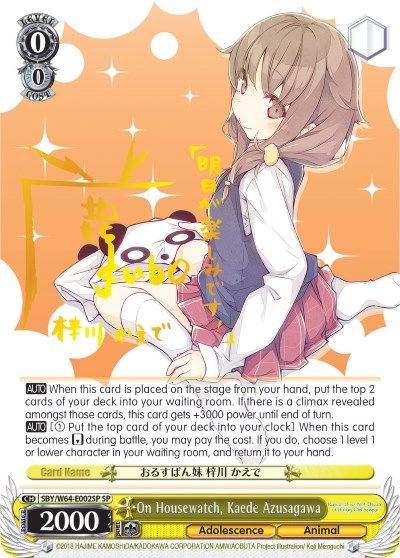 LEVEL
0
0
COST
「明日が
楽しみです!」
梓川 かえで
AUTO When this card is placed on the stage from your hand, put the top 2
cards of your deck into your waiting room. If there is a climax
revealed among those cards, this card gets +3000 power until end of turn.
AUTO [① Put the top card of your deck into your clock] When this card
becomes during battle, you may pay the cost. If you do, choose 1 level 1
or lower character in your waiting room, and return it to your hand.
Card Name おるすばん妹 梓川 かえで
CH SBY/W64-E002SP SP
On Housewatch, Kaede Azusagawa
2000
Adolescence Animal
©2018 HAJIME KAMOSHIDA/KADOKAWA CORPORATION AMW/AOBUTA Project Illustration/ Keji Mizoguchi